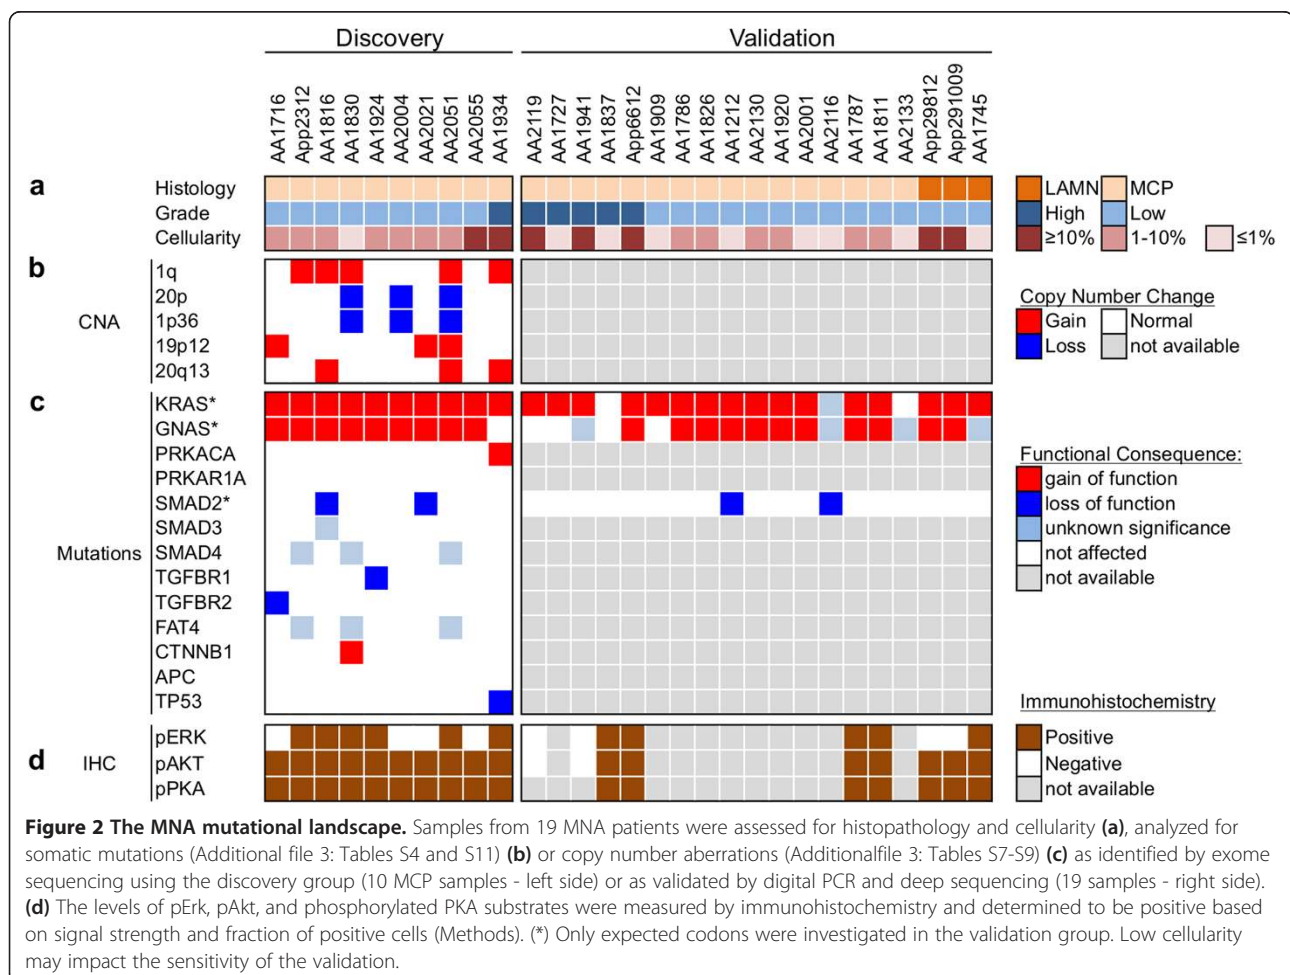 Discovery
Validation
AA1716
App2312
AA1816
AA1830
AA1924
AA2004
AA2021
AA2051
AA2055
AA1934
AA2119
AA1727
AA1941
AA1837
App6612
AA1909
AA1786
AA1826
AA1212
AA2130
AA1920
AA2001
AA2116
AA1787
AA1811
AA2133
App29812
App291009
AA1745
a
Histology
Grade
Cellularity
LAMN
MCP
High
Low
≥10%
1-10%
≤1%
b
CNA
1q
20p
1p36
19p12
20q13
Copy Number Change
Gain
Normal
Loss
not available
c
Mutations
KRAS*
GNAS*
PRKACA
PRKAR1A
SMAD2*
SMAD3
SMAD4
TGFBR1
TGFBR2
FAT4
CTNNB1
APC
TP53
Functional Consequence:
gain of function
loss of function
unknown significance
not affected
not available
d
IHC
pERK
pAKT
pPKA
Immunohistochemistry
Positive
Negative
not available
Figure 2 The MNA mutational landscape. Samples from 19 MNA patients were assessed for histopathology and cellularity (a), analyzed for
somatic mutations (Additional file 3: Tables S4 and S11) (b) or copy number aberrations (Additionalfile 3: Tables S7-S9) (c) as identified by exome
sequencing using the discovery group (10 MCP samples - left side) or as validated by digital PCR and deep sequencing (19 samples - right side).
(d) The levels of pErk, pAkt, and phosphorylated PKA substrates were measured by immunohistochemistry and determined to be positive based
on signal strength and fraction of positive cells (Methods). (*) Only expected codons were investigated in the validation group. Low cellularity
may impact the sensitivity of the validation.